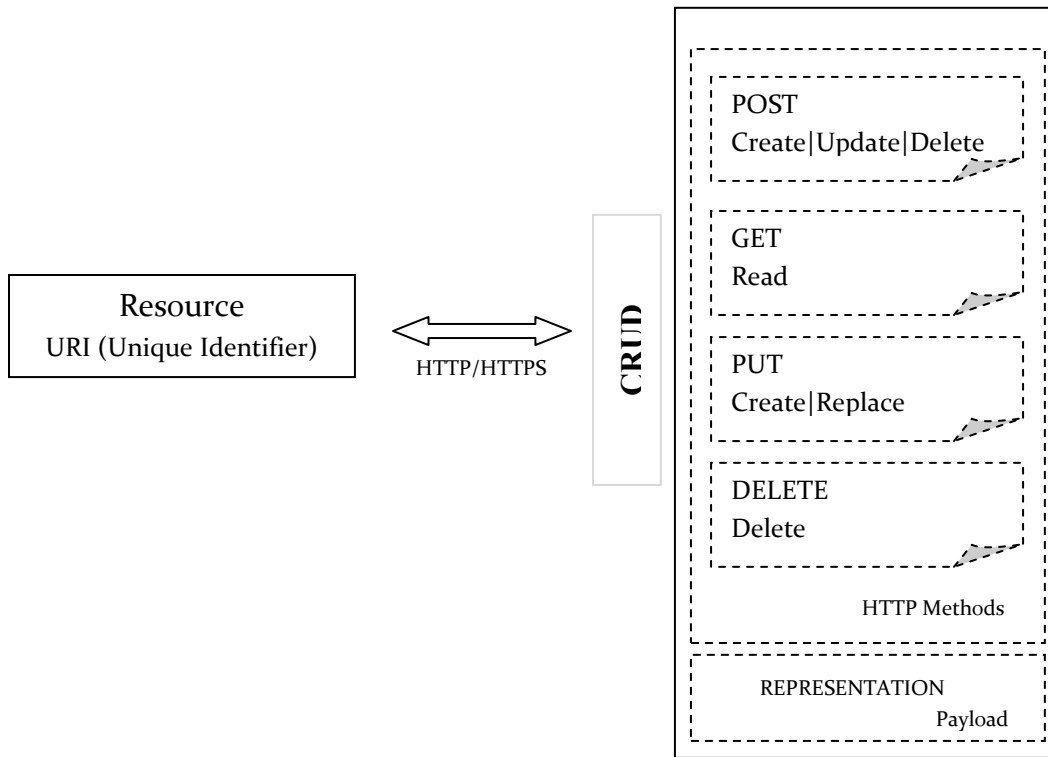 Resource
URI (Unique Identifier)
HTTP/HTTPS
CRUD
POST
Create|Update|Delete
GET
Read
PUT
Create|Replace
DELETE
Delete
HTTP Methods
REPRESENTATION
Payload